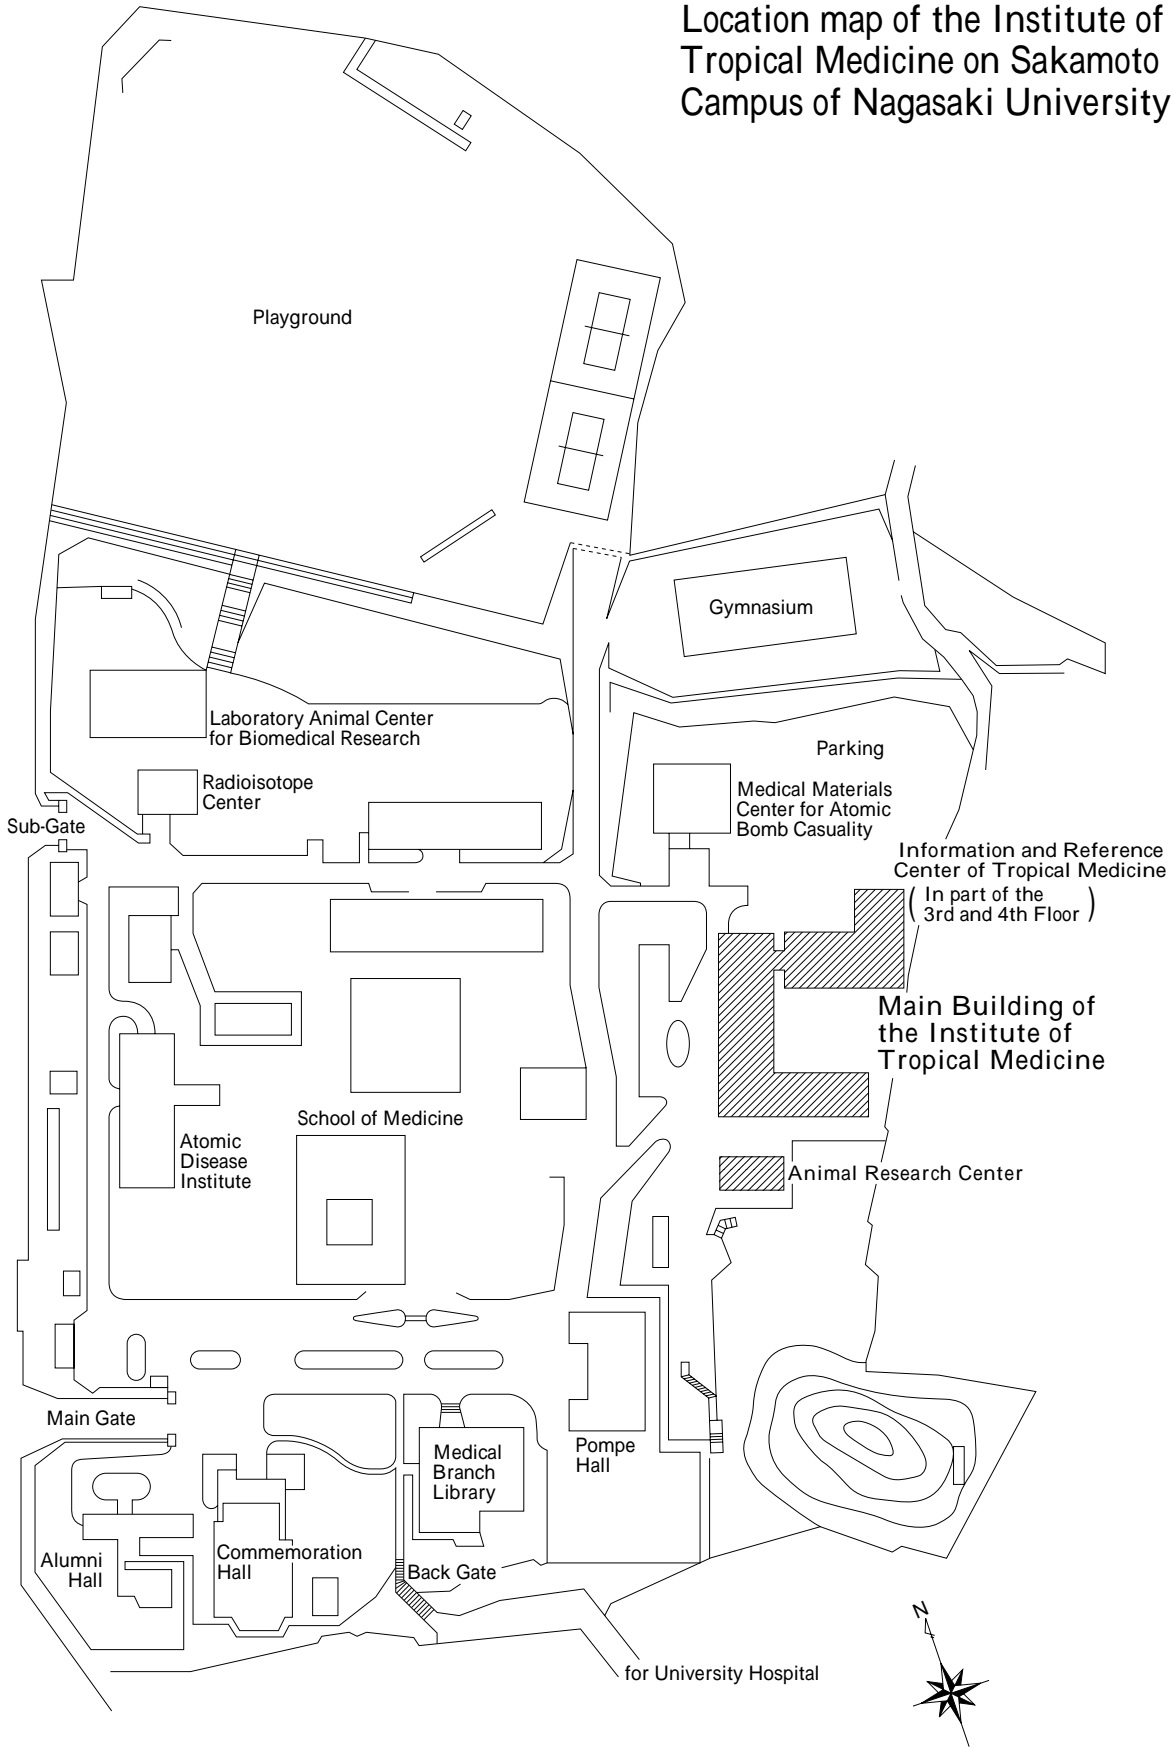 Location map of the Institute of
Tropical Medicine on Sakamoto
Campus of Nagasaki University
Playground
Gymnasium
Laboratory Animal Center
for Biomedical Research
Parking
Radioisotope
Center
Medical Materials
Center for Atomic
Bomb Casuality
Sub-Gate
Information and Reference
Center of Tropical Medicine
( In part of the
3rd and 4th Floor )
Main Building of
the Institute of
Tropical Medicine
School of Medicine
Atomic
Disease
Institute
Animal Research Center
Main Gate
Medical
Branch
Library
Pompe
Hall
Alumni
Hall
Commemoration
Hall
Back Gate
N
for University Hospital